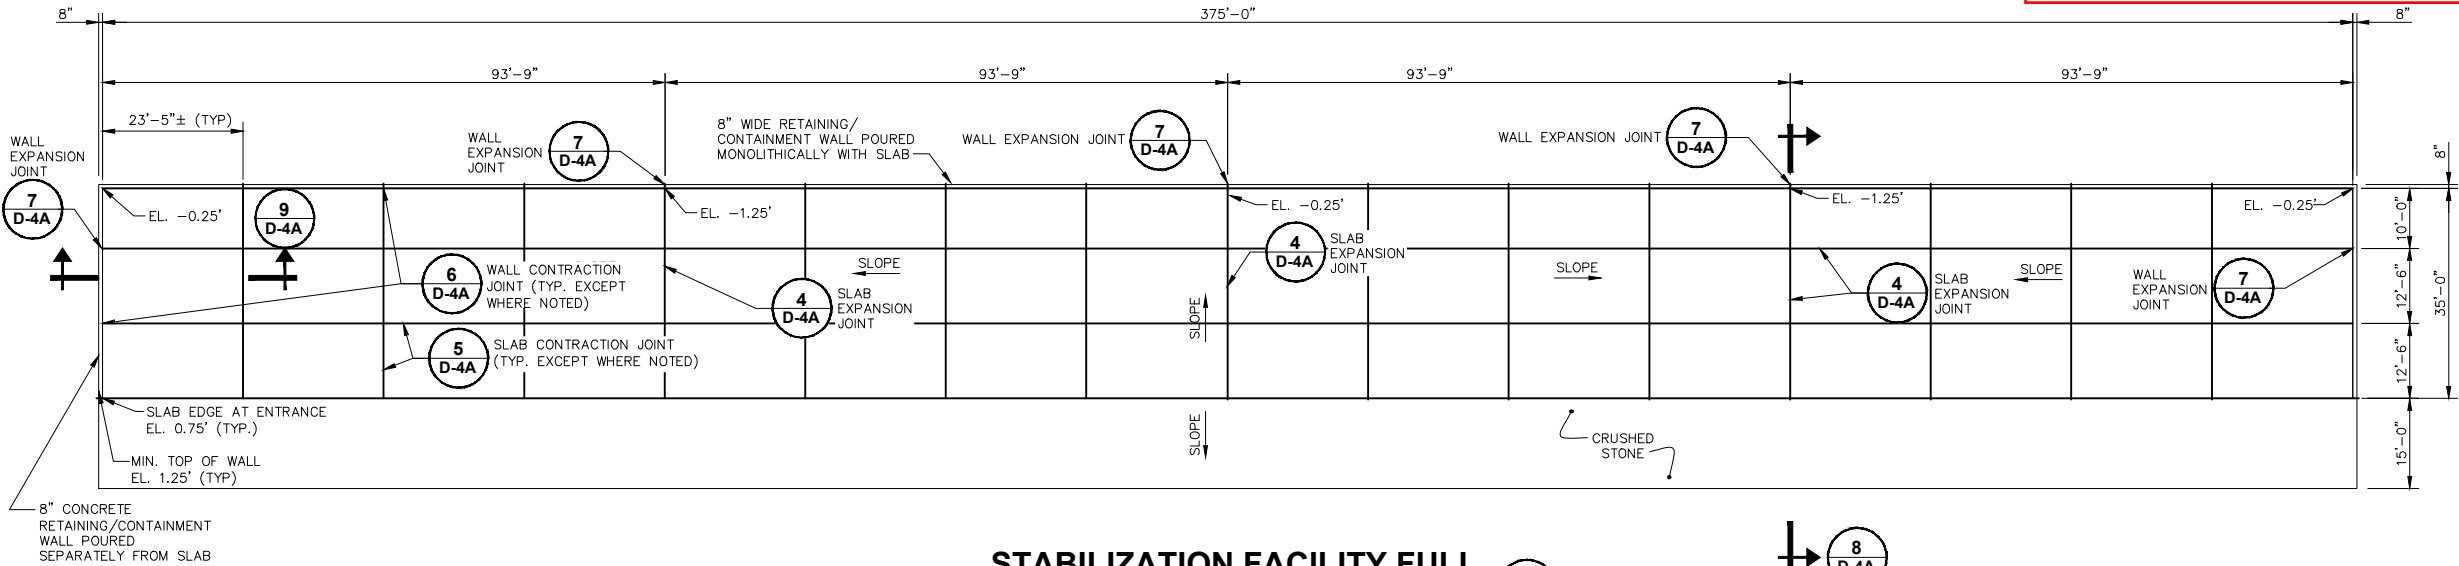 8" 375'-0" 8"
93'-9" 93'-9" 93'-9" 93'-9"
23'-5"± (TYP)
WALL
EXPANSION
JOINT
7
D-4A
WALL
EXPANSION
JOINT
7
D-4A
8" WIDE RETAINING/
CONTAINMENT WALL POURED
MONOLITHICALLY WITH SLAB
WALL EXPANSION JOINT
7
D-4A
WALL EXPANSION JOINT
7
D-4A
8"
EL. -0.25'
9
D-4A
EL. -1.25'
EL. -0.25'
EL. -1.25'
EL. -0.25'
10'-0"
6
D-4A
WALL CONTRACTION
JOINT (TYP. EXCEPT
WHERE NOTED)
SLOPE
4
D-4A
SLAB
EXPANSION
JOINT
4
D-4A
SLAB
EXPANSION
JOINT
SLOPE
SLOPE
4
D-4A
SLAB
EXPANSION
JOINT
SLOPE
WALL
EXPANSION
JOINT
7
D-4A
12'-6"
35'-0"
5
D-4A
SLAB CONTRACTION JOINT
(TYP. EXCEPT WHERE NOTED)
12'-6"
SLAB EDGE AT ENTRANCE
EL. 0.75' (TYP.)
SLOPE
CRUSHED
STONE
15'-0"
MIN. TOP OF WALL
EL. 1.25' (TYP)
8" CONCRETE
RETAINING/CONTAINMENT
WALL POURED
SEPARATELY FROM SLAB
STABILIZATION FACILITY FULL
8
D-4A